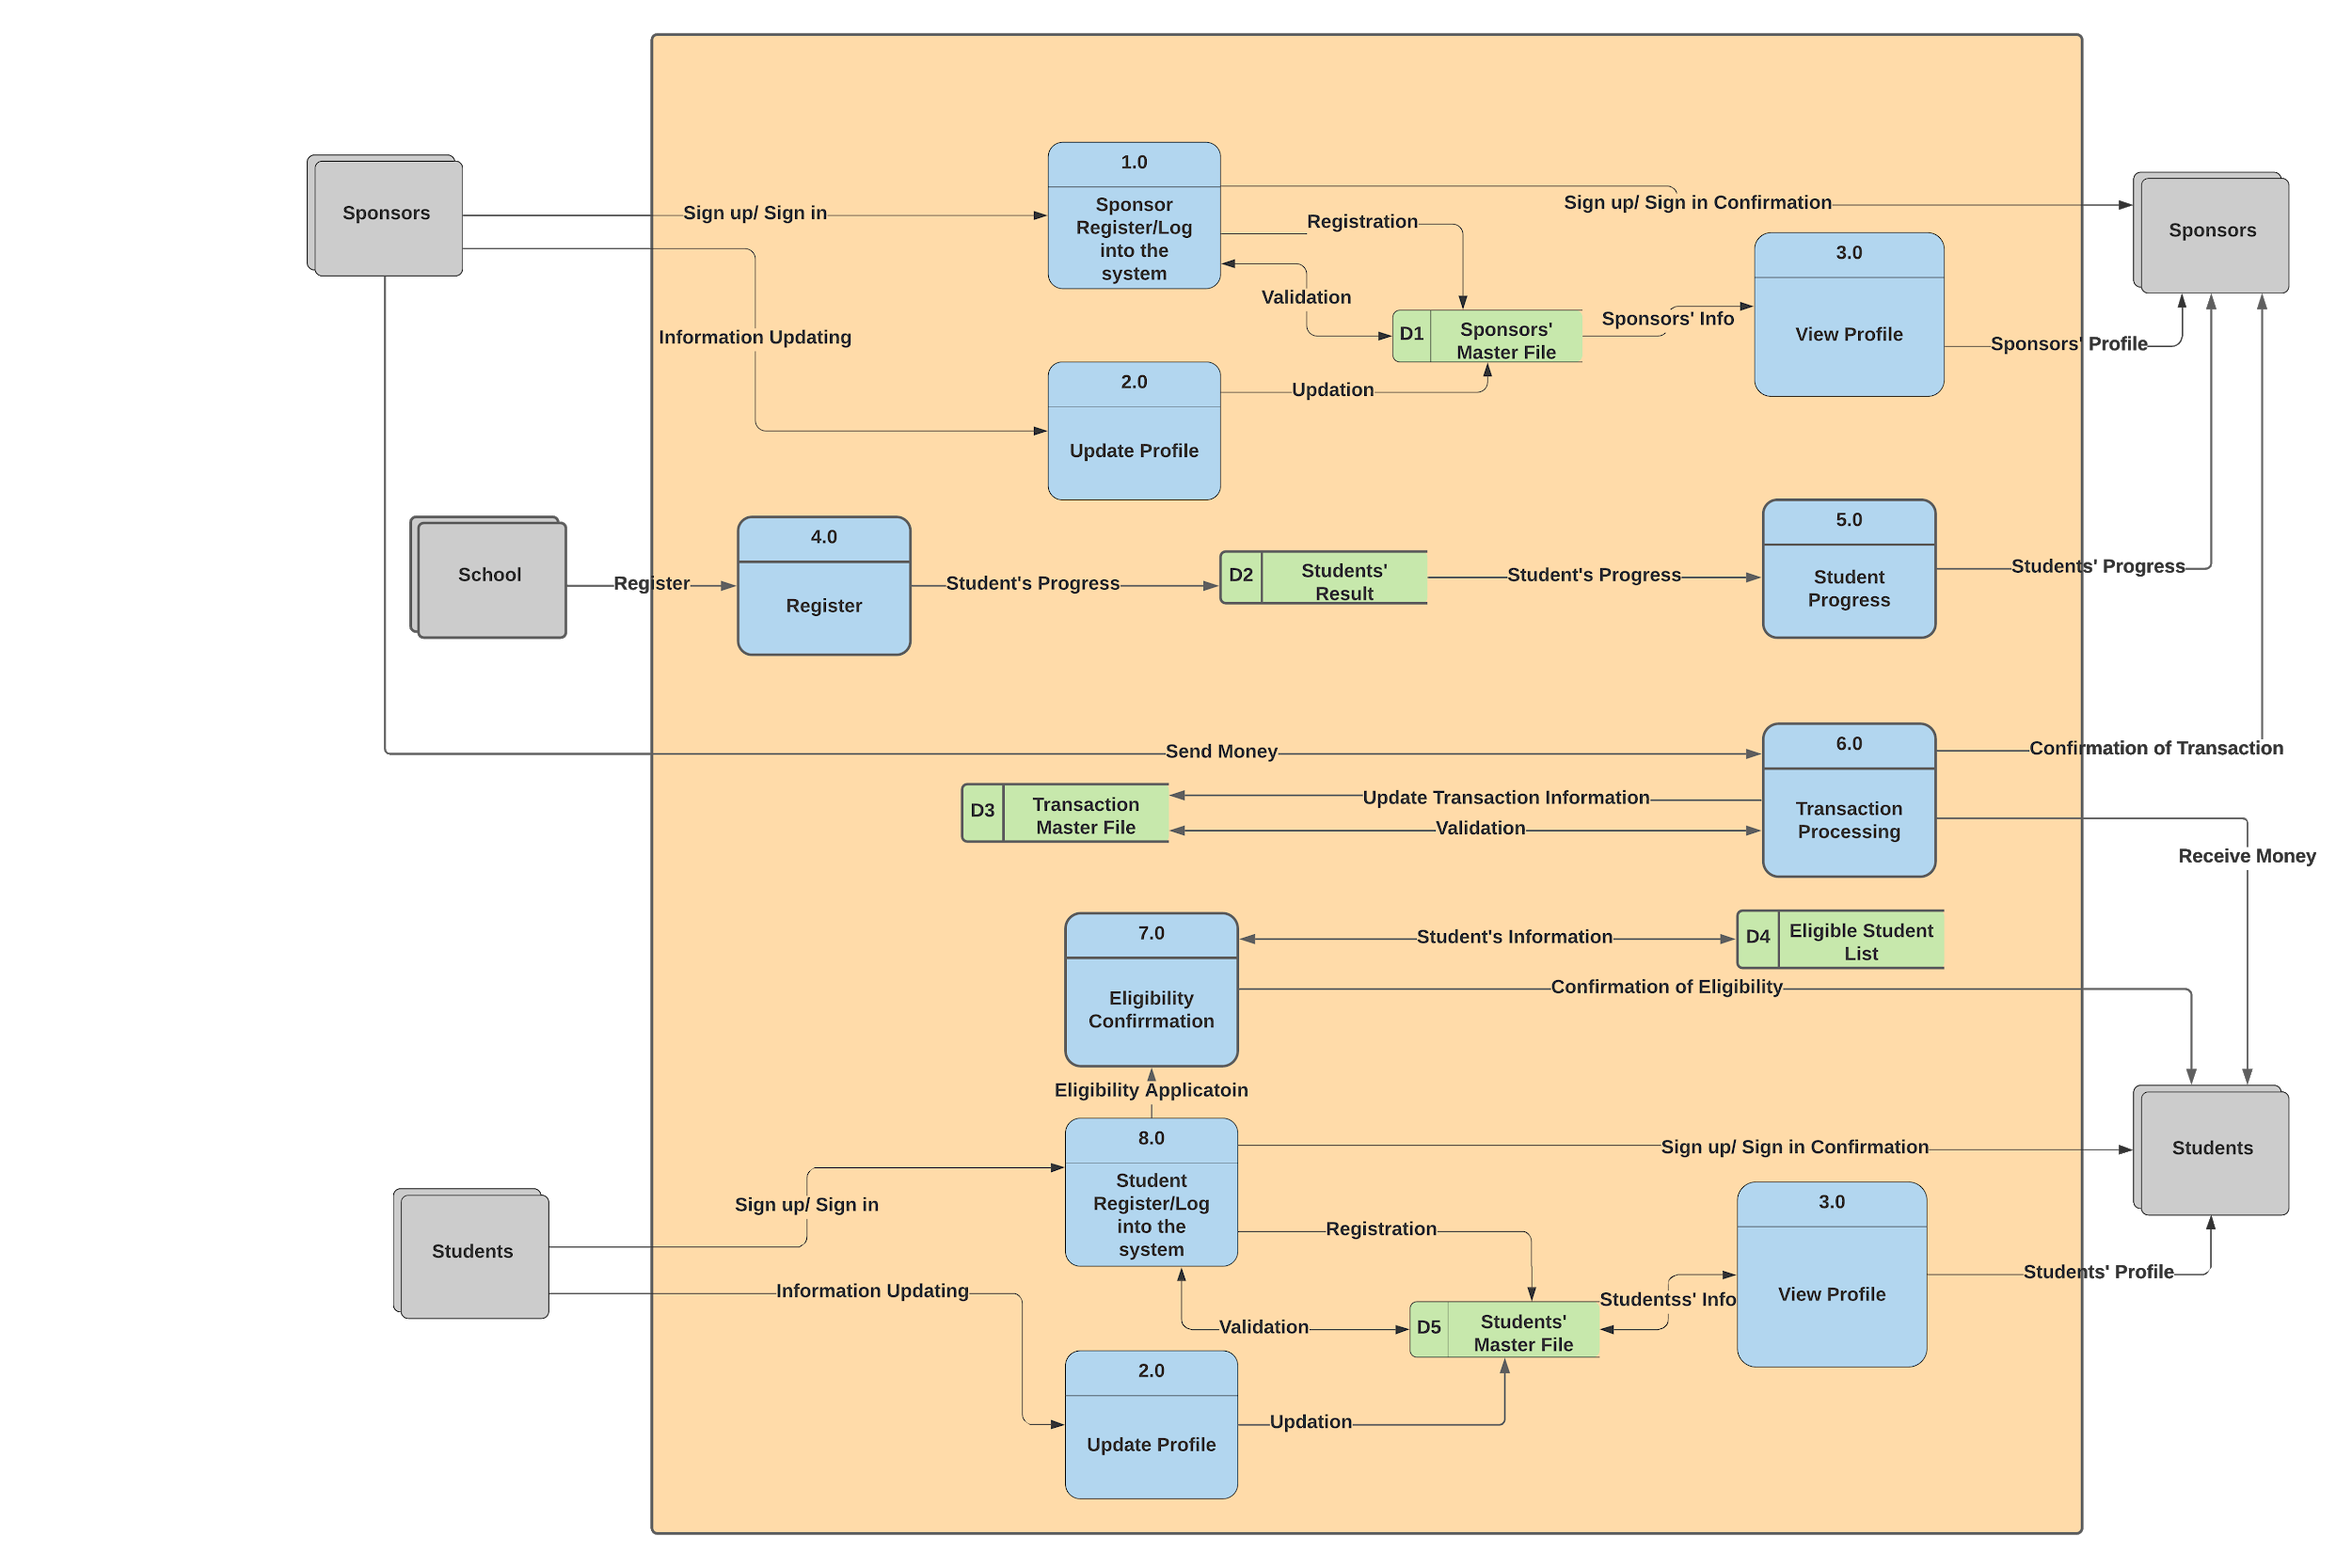 1.0
Sponsors
Sign up/ Sign in
Sponsor
Register/Log
into the
system
Sign up/ Sign in Confirmation
Sponsors
Registration
3.0
View Profile
Validation
Information Updating
D1
Sponsors'
Master File
Sponsors' Info
Sponsors' Profile
2.0
Update Profile
Updation
School
Register
4.0
Register
Student's Progress
D2
Students'
Result
Student's Progress
5.0
Student
Progress
Students' Progress
Send Money
6.0
Transaction
Processing
Confirmation of Transaction
D3
Transaction
Master File
Update Transaction Information
Validation
Receive Money
7.0
Eligibility
Confirrmation
Student's Information
D4
Eligible Student
List
Confirmation of Eligibility
Eligibility Applicatoin
8.0
Student
Register/Log
into the
system
Sign up/ Sign in Confirmation
Students
Students
Sign up/ Sign in
Information Updating
Registration
3.0
View Profile
Validation
D5
Students'
Master File
Studentss' Info
Students' Profile
2.0
Update Profile
Updation